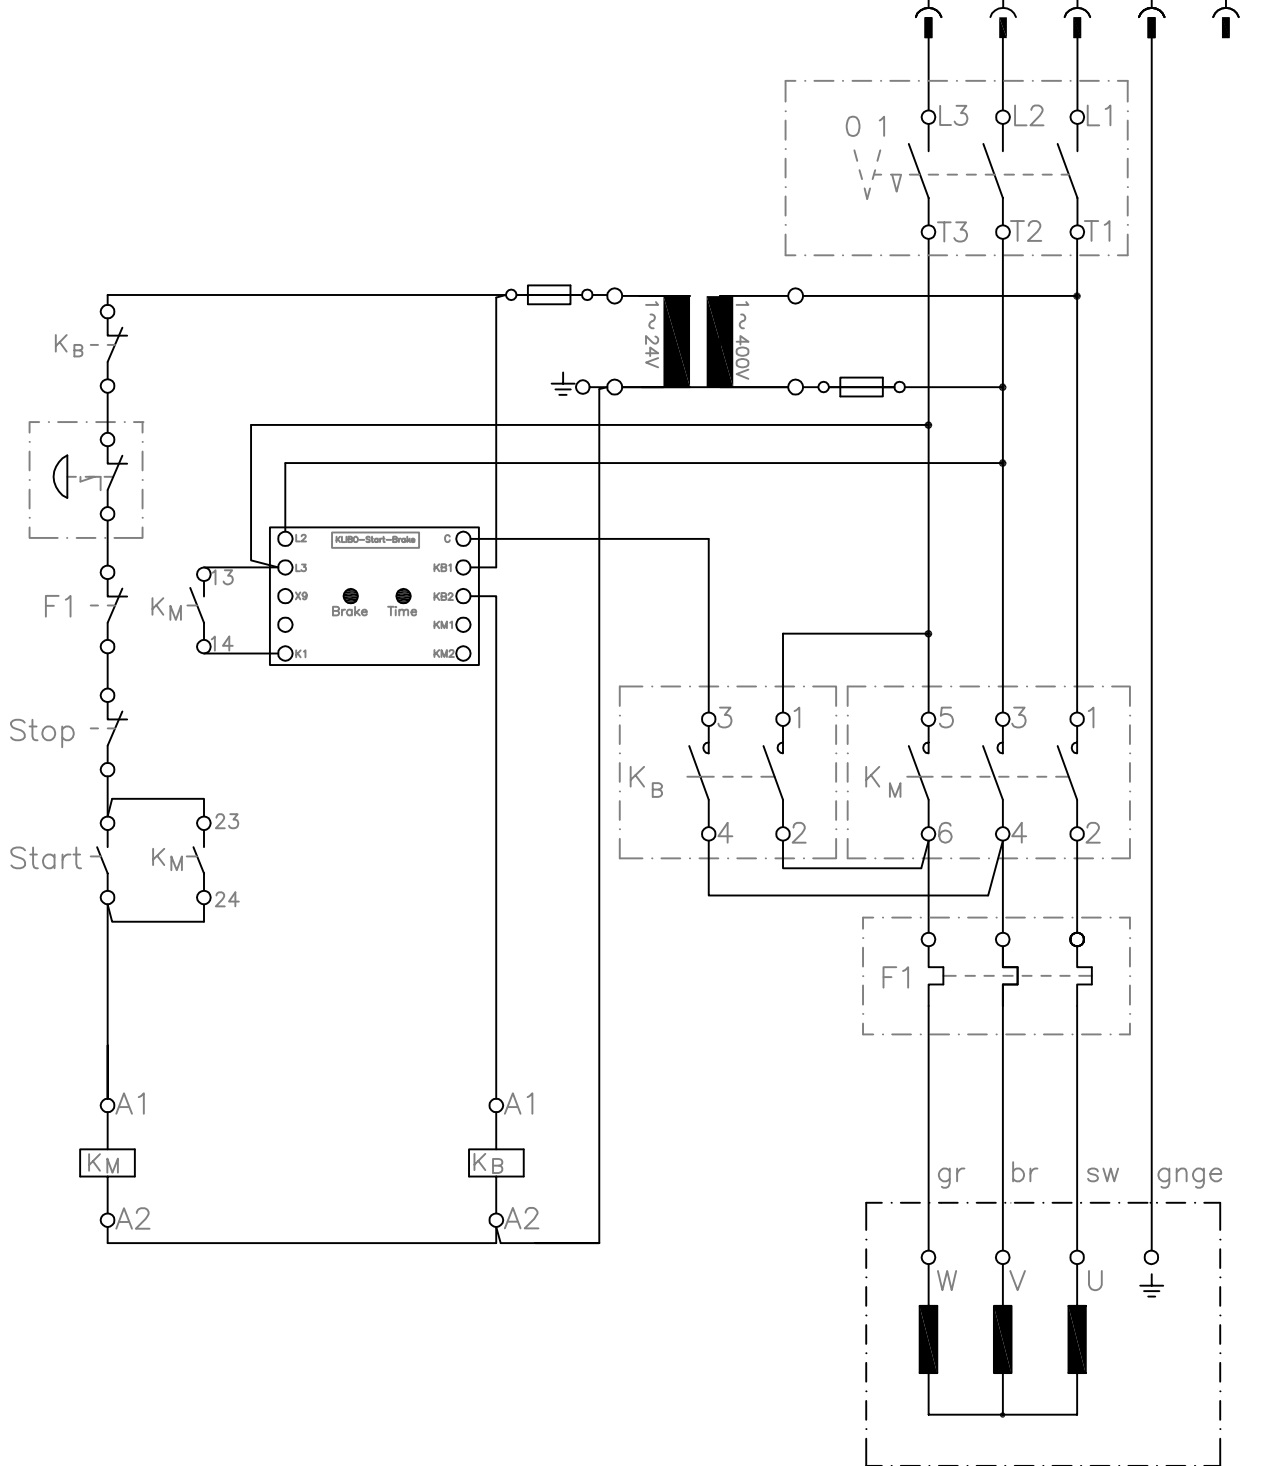 L3 L2 L1
0 1
T3 T2 T1
1 ~ 24V
1 ~ 400V
KB
L2 KLIBO-Start-Brake C
L3 KB1
X9 KB2
Brake Time
KM1
K1 KM2
F1
KM
13
14
Stop
3 1 5 3 1
KB
KM
4 2 6 4 2
23
Start
KM
24
F1
A1
A1
KM
KB
A2
A2
gr br sw gnge
W V U